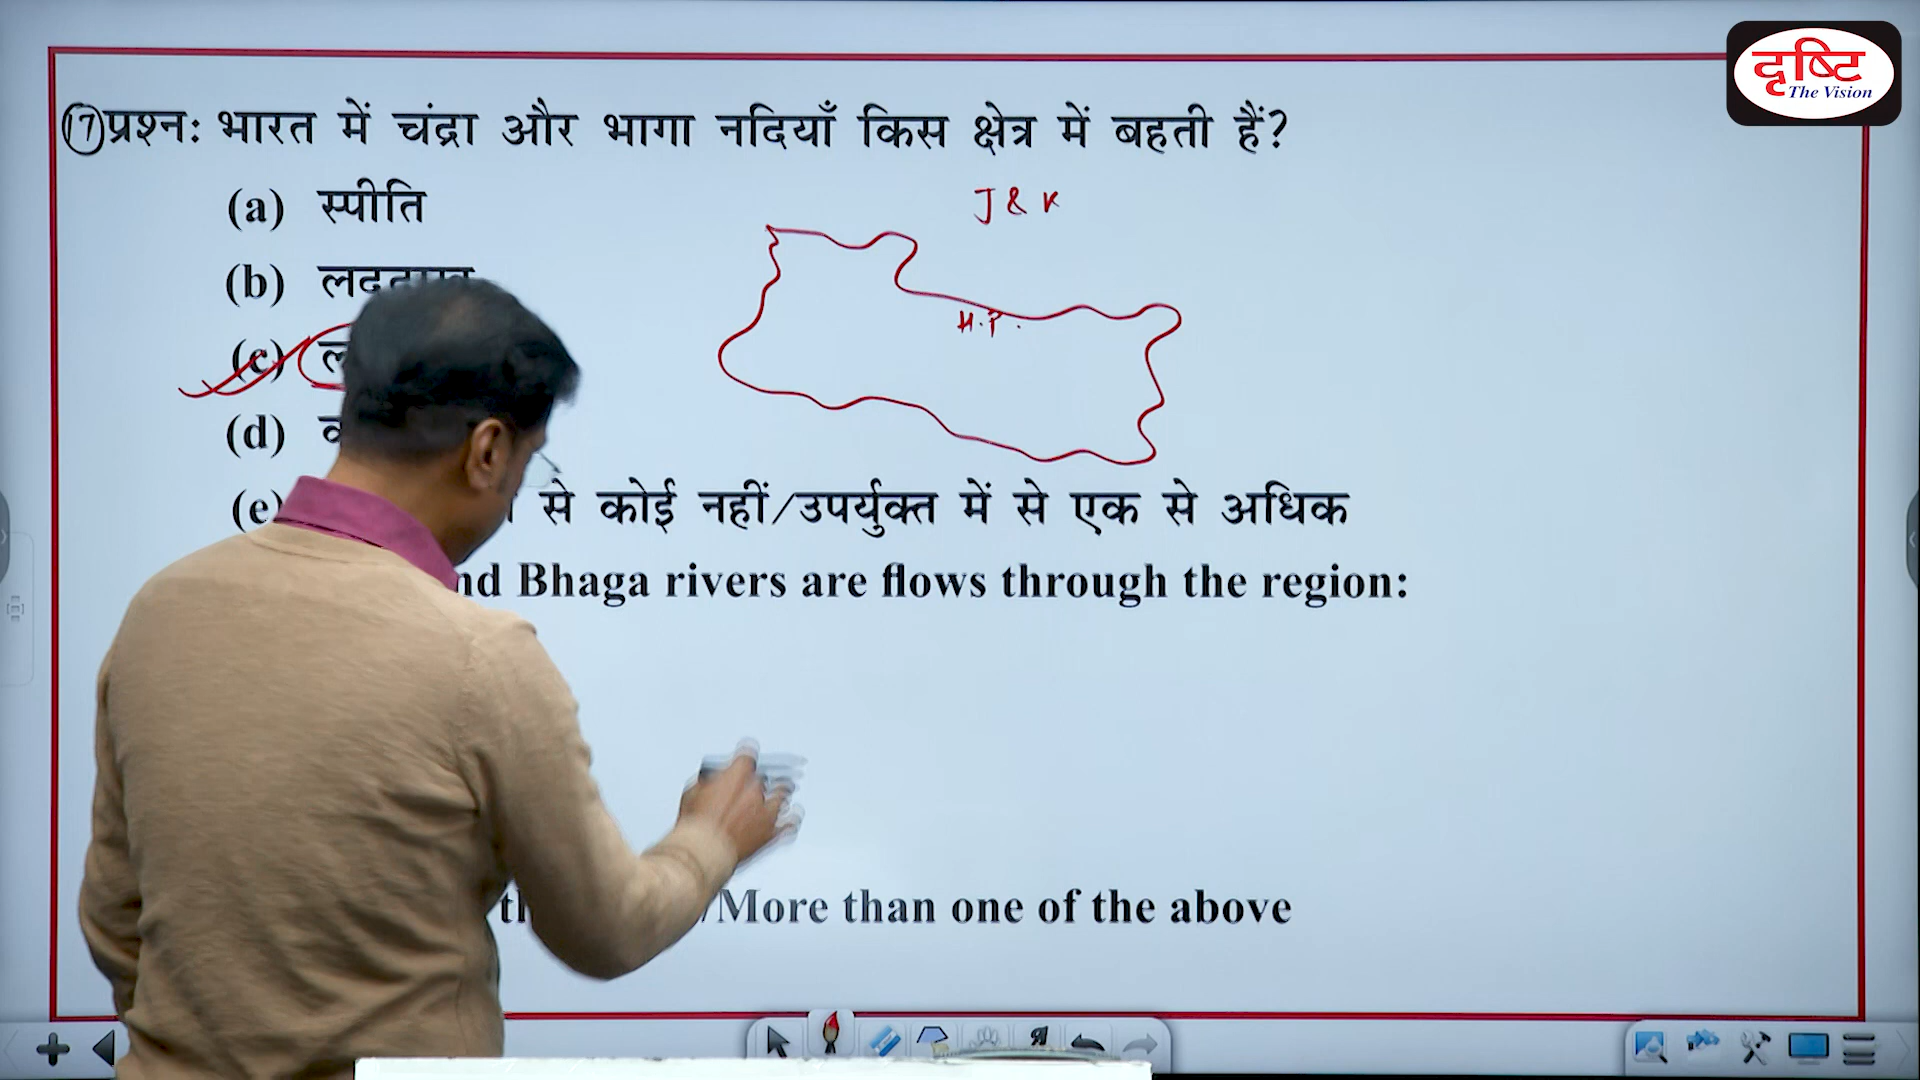 दृष्टि
The Vision
17 प्रश्न: भारत में चंद्रा और भागा नदियाँ किस क्षेत्र में बहती हैं?
J & K
(a) स्पीति
(b)
H.P.
(c)
(d)
(e) से कोई नहीं/उपर्युक्त में से एक से अधिक
Bhaga rivers are flows through the region:
/More than one of the above